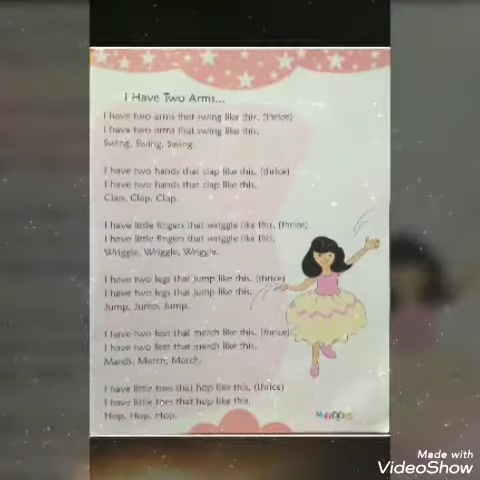 I Have Two Arms...
I have two arms that swing like this, (thrice)
I have two arms that swing like this,
Swing, Swing, Swing.
I have two hands that clap like this, (thrice)
I have two hands that clap like this,
Clap, Clap, Clap.
I have little fingers that wriggle like this, (thrice)
I have little fingers that wriggle like this,
Wriggle, Wriggle, Wriggle.
I have two legs that jump like this, (thrice)
I have two legs that jump like this,
Jump, Jump, Jump.
I have two feet that march like this, (thrice)
I have two feet that march like this,
March, March, March.
I have little toes that hop like this, (thrice)
I have little toes that hop like this,
Hop, Hop, Hop.
Made with
VideoShow